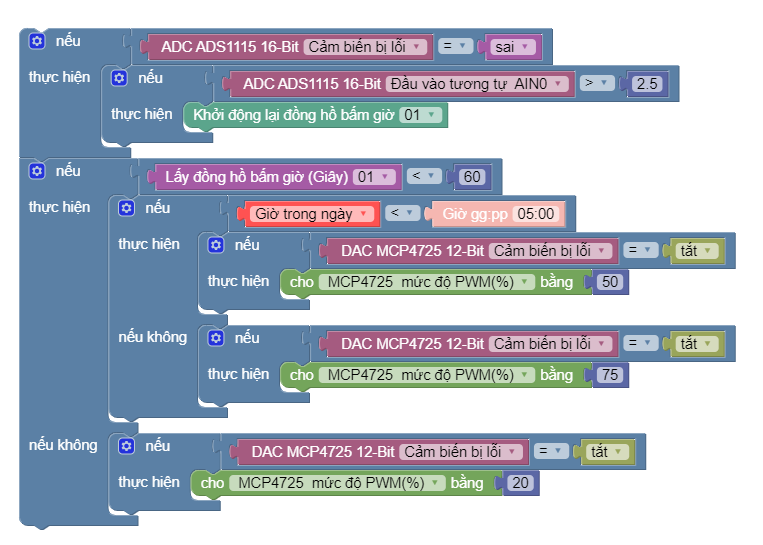 nếu ADC ADS1115 16-Bit Cảm biến bị lỗi = sai
thực hiện nếu ADC ADS1115 16-Bit Đầu vào tương tự AIN0 > 2.5
thực hiện Khởi động lại đồng hồ bấm giờ 01
nếu Lấy đồng hồ bấm giờ (Giây) 01 < 60
thực hiện nếu Giờ trong ngày < Giờ gg:pp 05:00
thực hiện nếu DAC MCP4725 12-Bit Cảm biến bị lỗi = tắt
thực hiện cho MCP4725 mức độ PWM(%) bằng 50
nếu không nếu DAC MCP4725 12-Bit Cảm biến bị lỗi = tắt
thực hiện cho MCP4725 mức độ PWM(%) bằng 75
nếu không nếu DAC MCP4725 12-Bit Cảm biến bị lỗi = tắt
thực hiện cho MCP4725 mức độ PWM(%) bằng 20